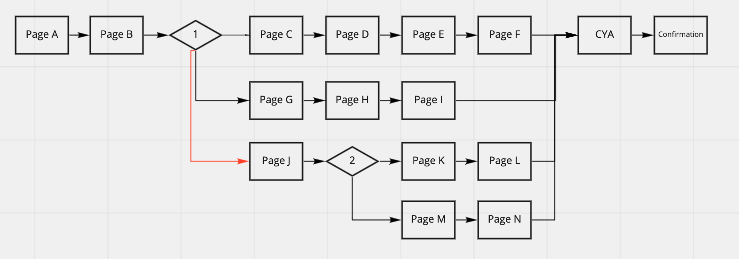 Page A
Page B
1
Page C
Page D
Page E
Page F
CYA
Confirmation
Page G
Page H
Page I
Page J
2
Page K
Page L
Page M
Page N